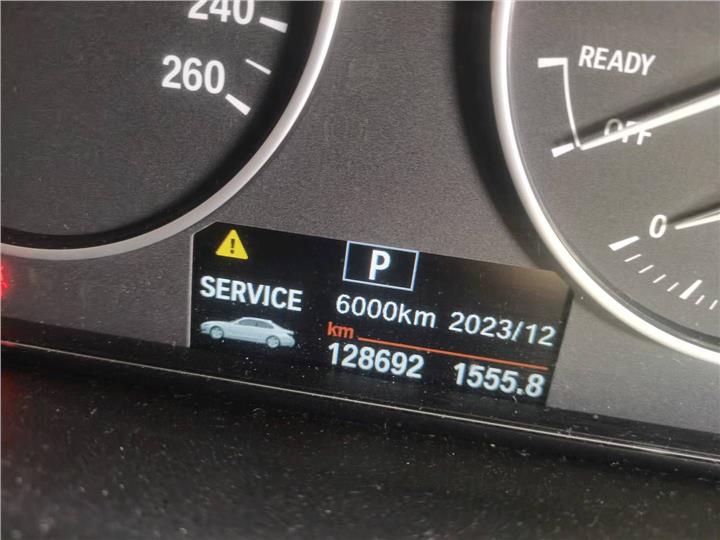 240
260
READY
OFF
0
P
SERVICE
6000km 2023/12
km
128692 1555.8